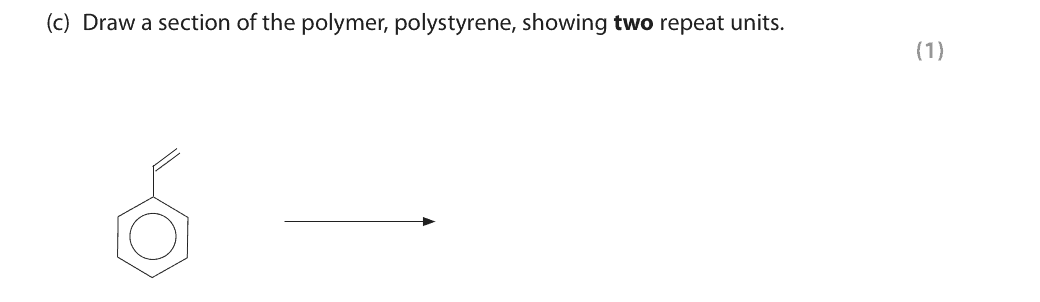 (c) Draw a section of the polymer, polystyrene, showing two repeat units.
(1)